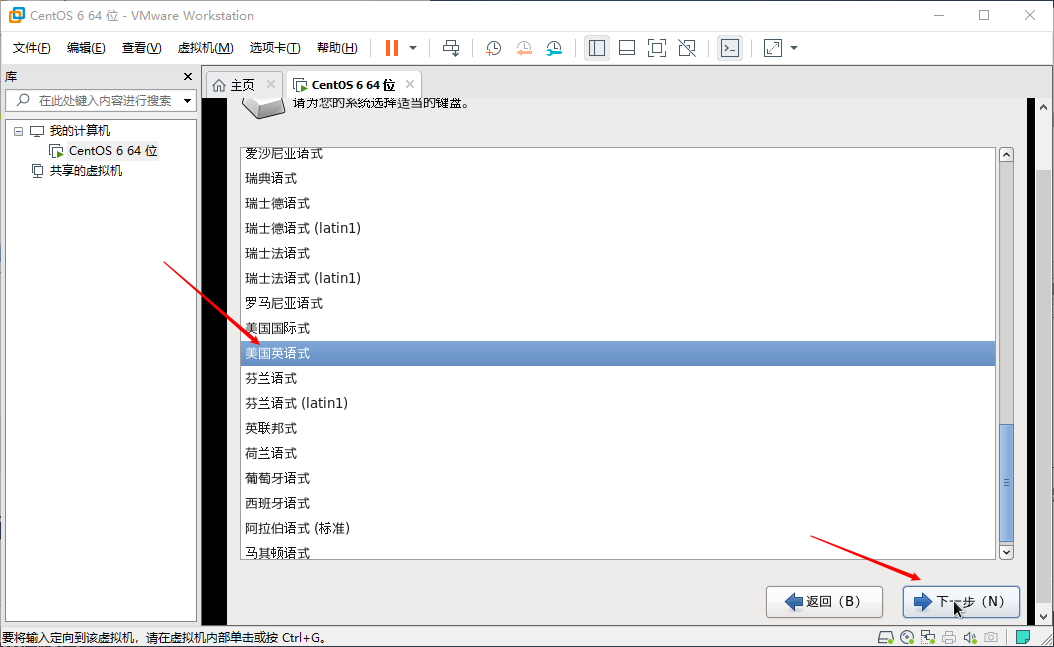 CentOS 6 64 位 - VMware Workstation
文件(F) 编辑(E) 查看(V) 虚拟机(M) 选项卡(T) 帮助(H)
库
主页
CentOS 6 64 位
在此处键入内容进行搜索
请为您的系统选择适当的键盘。
我的计算机
CentOS 6 64 位
共享的虚拟机
爱沙尼亚语式
瑞典语式
瑞士德语式
瑞士德语式 (latin1)
瑞士法语式
瑞士法语式 (latin1)
罗马尼亚语式
美国国际式
美国英语式
芬兰语式
芬兰语式 (latin1)
英联邦式
荷兰语式
葡萄牙语式
西班牙语式
阿拉伯语式 (标准)
马其顿语式
返回（B）
下一步（N）
要将输入定向到该虚拟机，请在虚拟机内部单击或按 Ctrl+G。